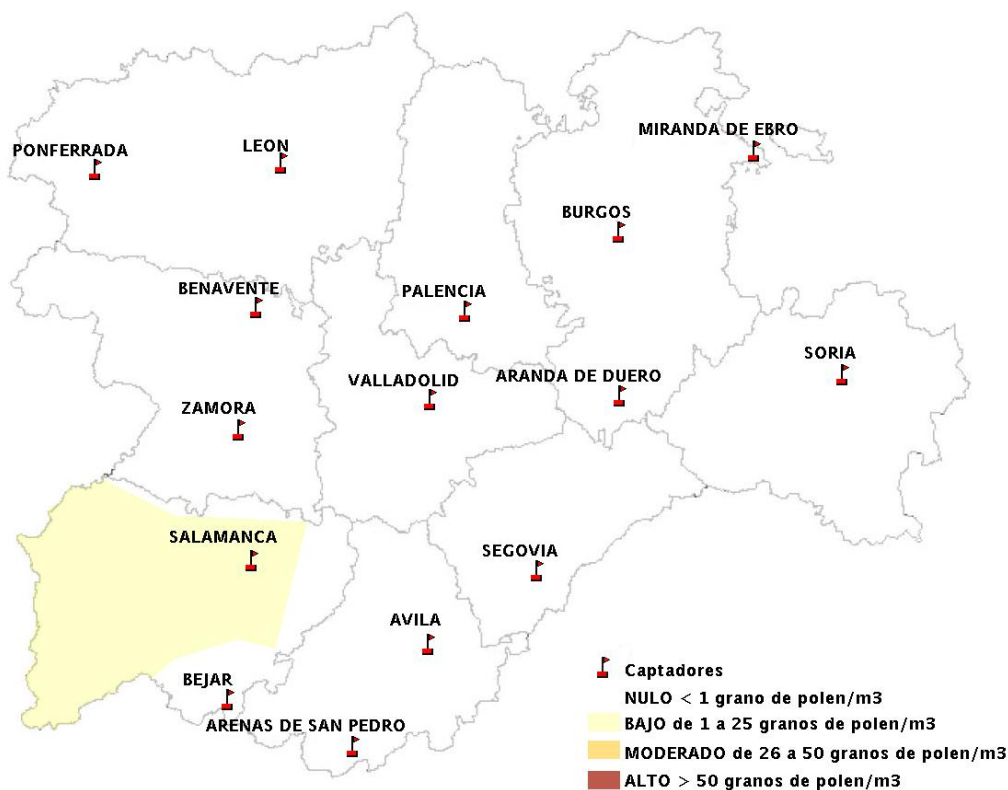 MIRANDA DE EBRO
LEON
PONFERRADA
BURGOS
BENAVENTE
PALENCIA
SORIA
VALLADOLID
ARANDA DE DUERO
ZAMORA
SALAMANCA
SEGOVIA
AVILA
BEJAR
ARENAS DE SAN PEDRO
Captadores
NULO < 1 grano de polen/m3
BAJO de 1 a 25 granos de polen/m3
MODERADO de 26 a 50 granos de polen/m3
ALTO > 50 granos de polen/m3